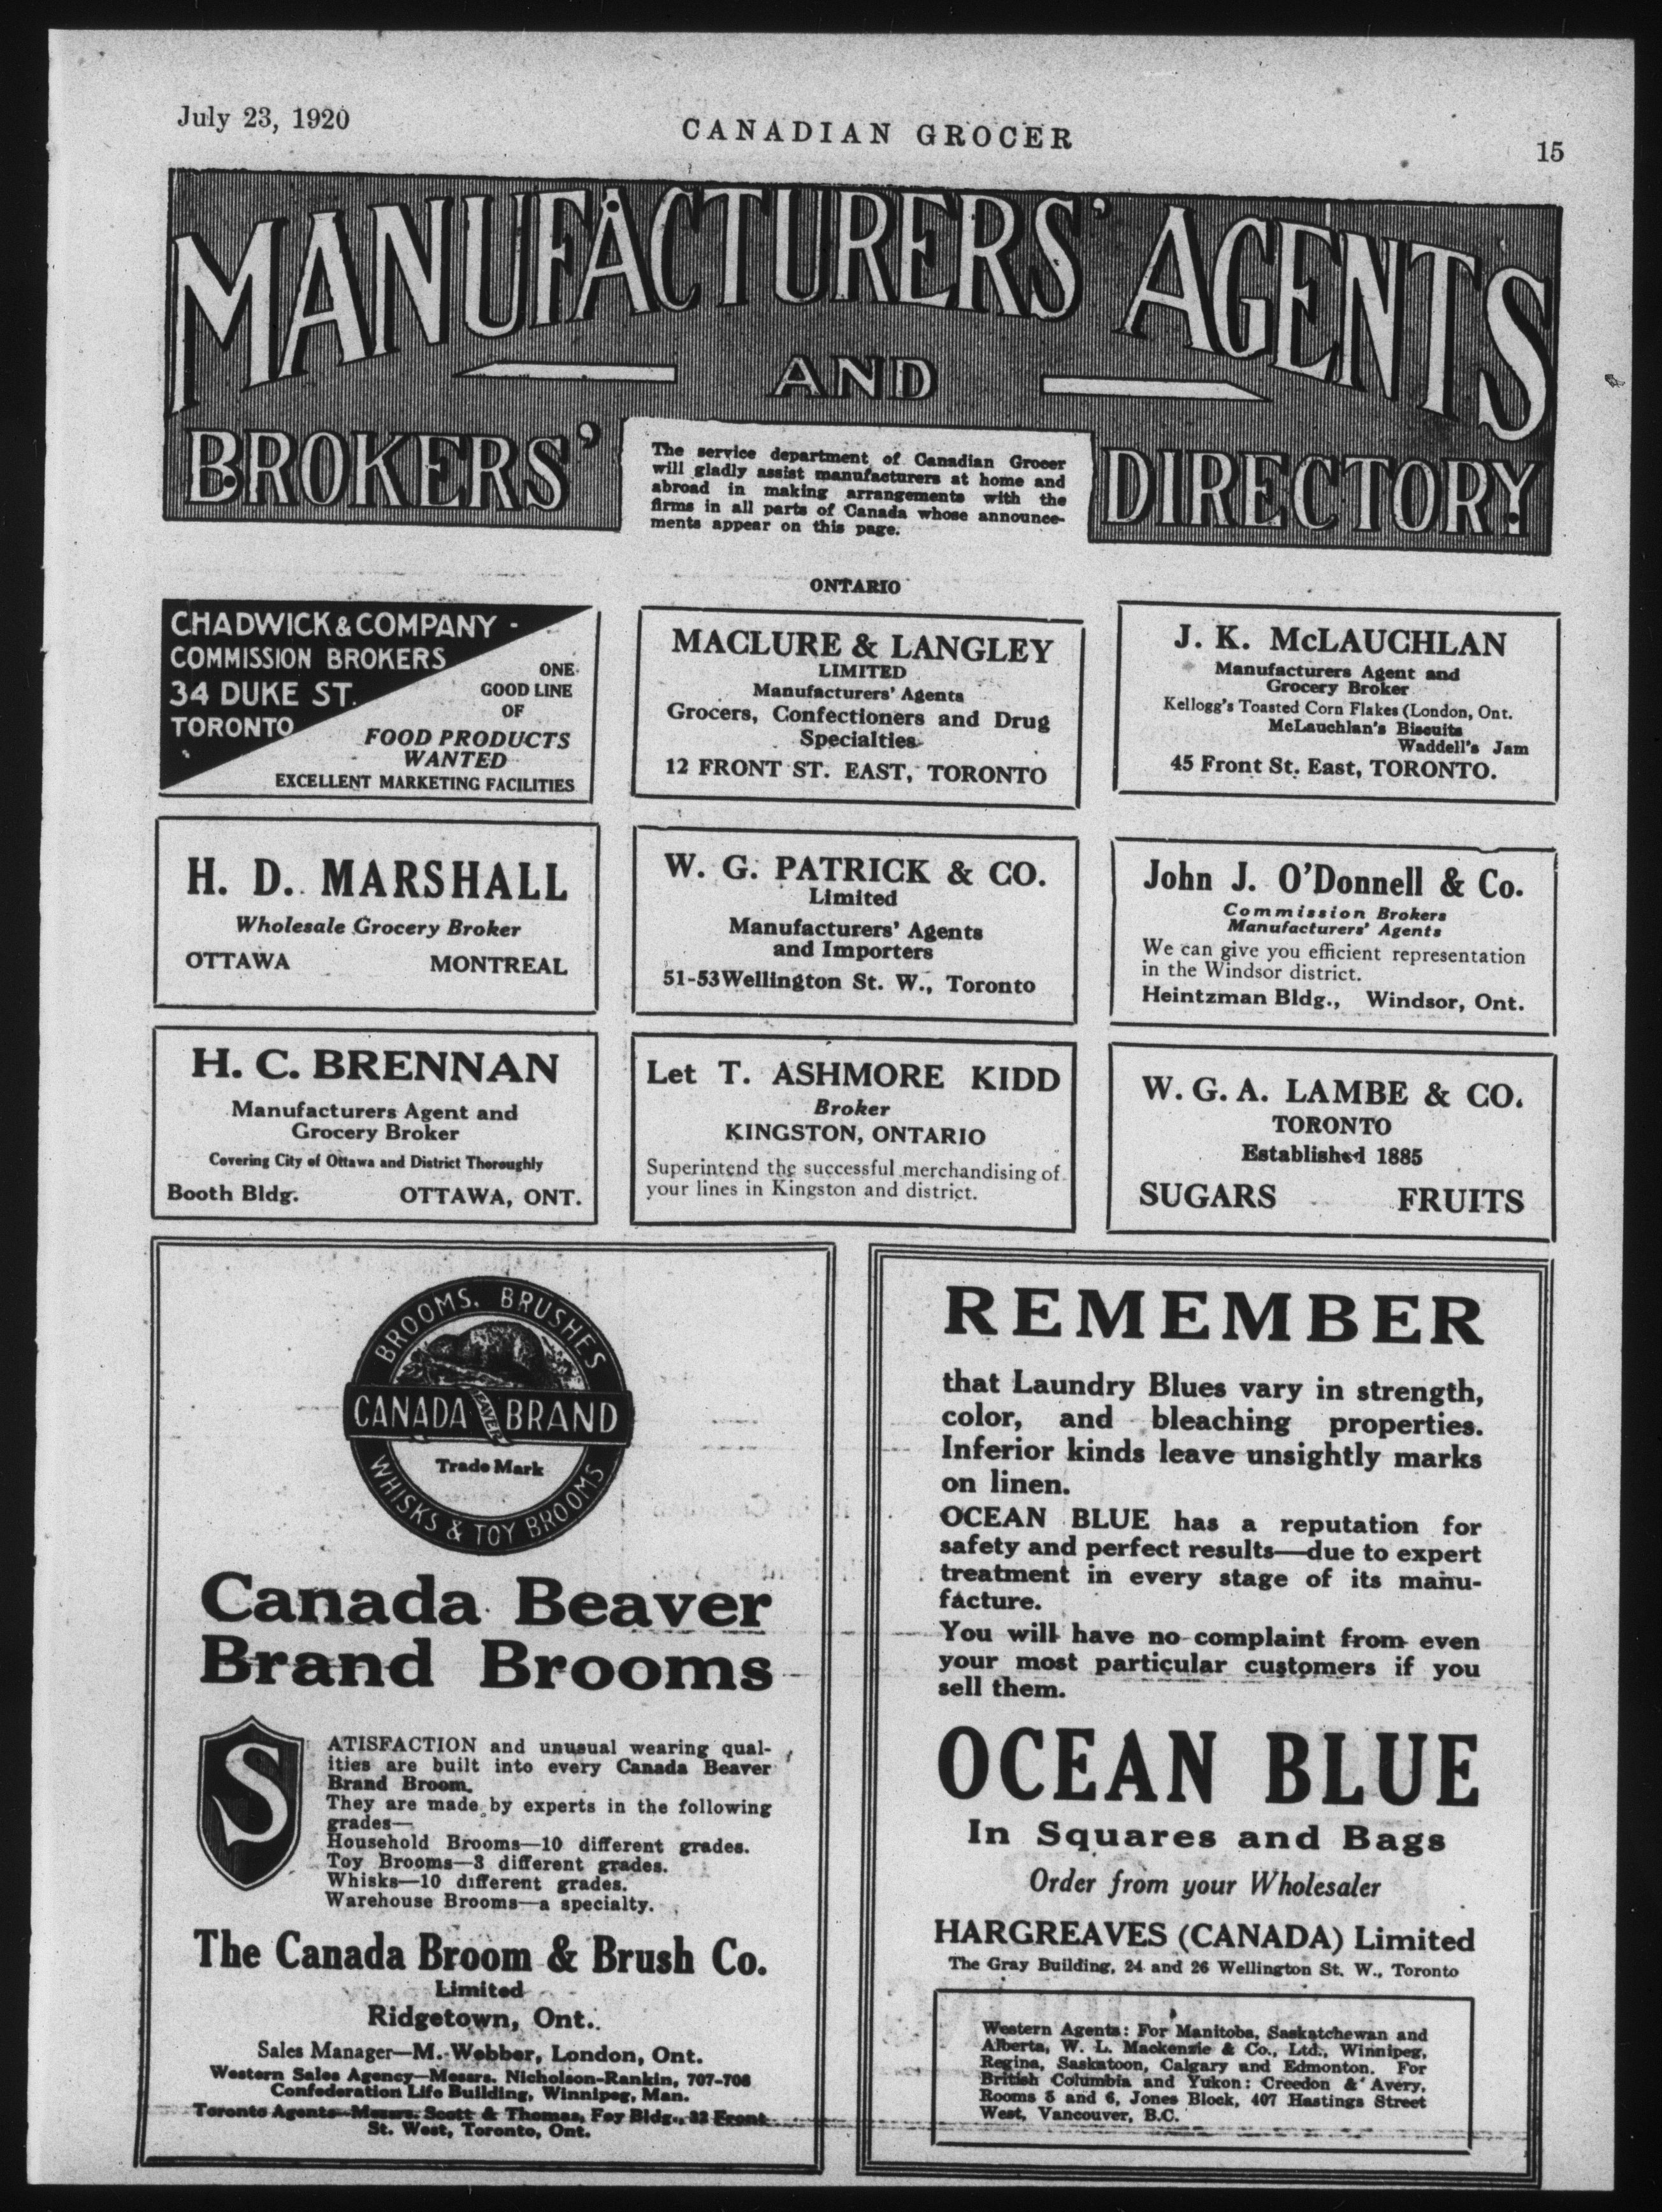 July 23, 1920
CANADIAN GROCER
15
MANUFACTURERS' AGENTS
AND
BROKERS'
DIRECTORY
The service department of Canadian Grocer
will gladly assist manufacturers at home and
abroad in making arrangements with the
firms in all parts of Canada whose announce-
ments appear on this page.
ONTARIO
CHADWICK & COMPANY
COMMISSION BROKERS
34 DUKE ST.
TORONTO
ONE
GOOD LINE
OF
FOOD PRODUCTS
WANTED
EXCELLENT MARKETING FACILITIES
MACLURE & LANGLEY
LIMITED
Manufacturers' Agents
Grocers, Confectioners and Drug
Specialties
12 FRONT ST. EAST, TORONTO
J. K. McLAUCHLAN
Manufacturers Agent and
Grocery Broker
Kellogg's Toasted Corn Flakes (London, Ont.
McLauchlan's Biscuits
Waddell's Jam
45 Front St. East, TORONTO.
H. D. MARSHALL
Wholesale Grocery Broker
OTTAWA MONTREAL
W. G. PATRICK & CO.
Limited
Manufacturers' Agents
and Importers
51-53 Wellington St. W., Toronto
John J. O'Donnell & Co.
Commission Brokers
Manufacturers' Agents
We can give you efficient representation
in the Windsor district.
Heintzman Bldg., Windsor, Ont.
H. C. BRENNAN
Manufacturers Agent and
Grocery Broker
Covering City of Ottawa and District Thoroughly
Booth Bldg. OTTAWA, ONT.
Let T. ASHMORE KIDD
Broker
KINGSTON, ONTARIO
Superintend the successful merchandising of
your lines in Kingston and district.
W. G. A. LAMBE & CO.
TORONTO
Established 1885
SUGARS FRUITS
BROOMS. BRUSHES
CANADA BEAVER BRAND
Trade Mark
WHISKS & TOY BROOMS
Canada Beaver
Brand Brooms
SATISFACTION and unusual wearing qual-
ities are built into every Canada Beaver
Brand Broom.
They are made by experts in the following
grades—
Household Brooms—10 different grades.
Toy Brooms—3 different grades.
Whisks—10 different grades.
Warehouse Brooms—a specialty.
The Canada Broom & Brush Co.
Limited
Ridgetown, Ont.
Sales Manager—M. Webber, London, Ont.
Western Sales Agency—Messrs. Nicholson-Rankin, 707-708
Confederation Life Building, Winnipeg, Man.
Toronto Agents—Messrs. Scott & Thomas, Foy Bldg., 32 Front
St. West, Toronto, Ont.
REMEMBER
that Laundry Blues vary in strength,
color, and bleaching properties.
Inferior kinds leave unsightly marks
on linen.
OCEAN BLUE has a reputation for
safety and perfect results—due to expert
treatment in every stage of its manu-
facture.
You will have no complaint from even
your most particular customers if you
sell them.
OCEAN BLUE
In Squares and Bags
Order from your Wholesaler
HARGREAVES (CANADA) Limited
The Gray Building, 24 and 26 Wellington St. W., Toronto
Western Agents: For Manitoba, Saskatchewan and
Alberta, W. L. Mackenzie & Co., Ltd., Winnipeg,
Regina, Saskatoon, Calgary and Edmonton. For
British Columbia and Yukon: Creedon & Avery,
Rooms 5 and 6, Jones Block, 407 Hastings Street
West, Vancouver, B.C.